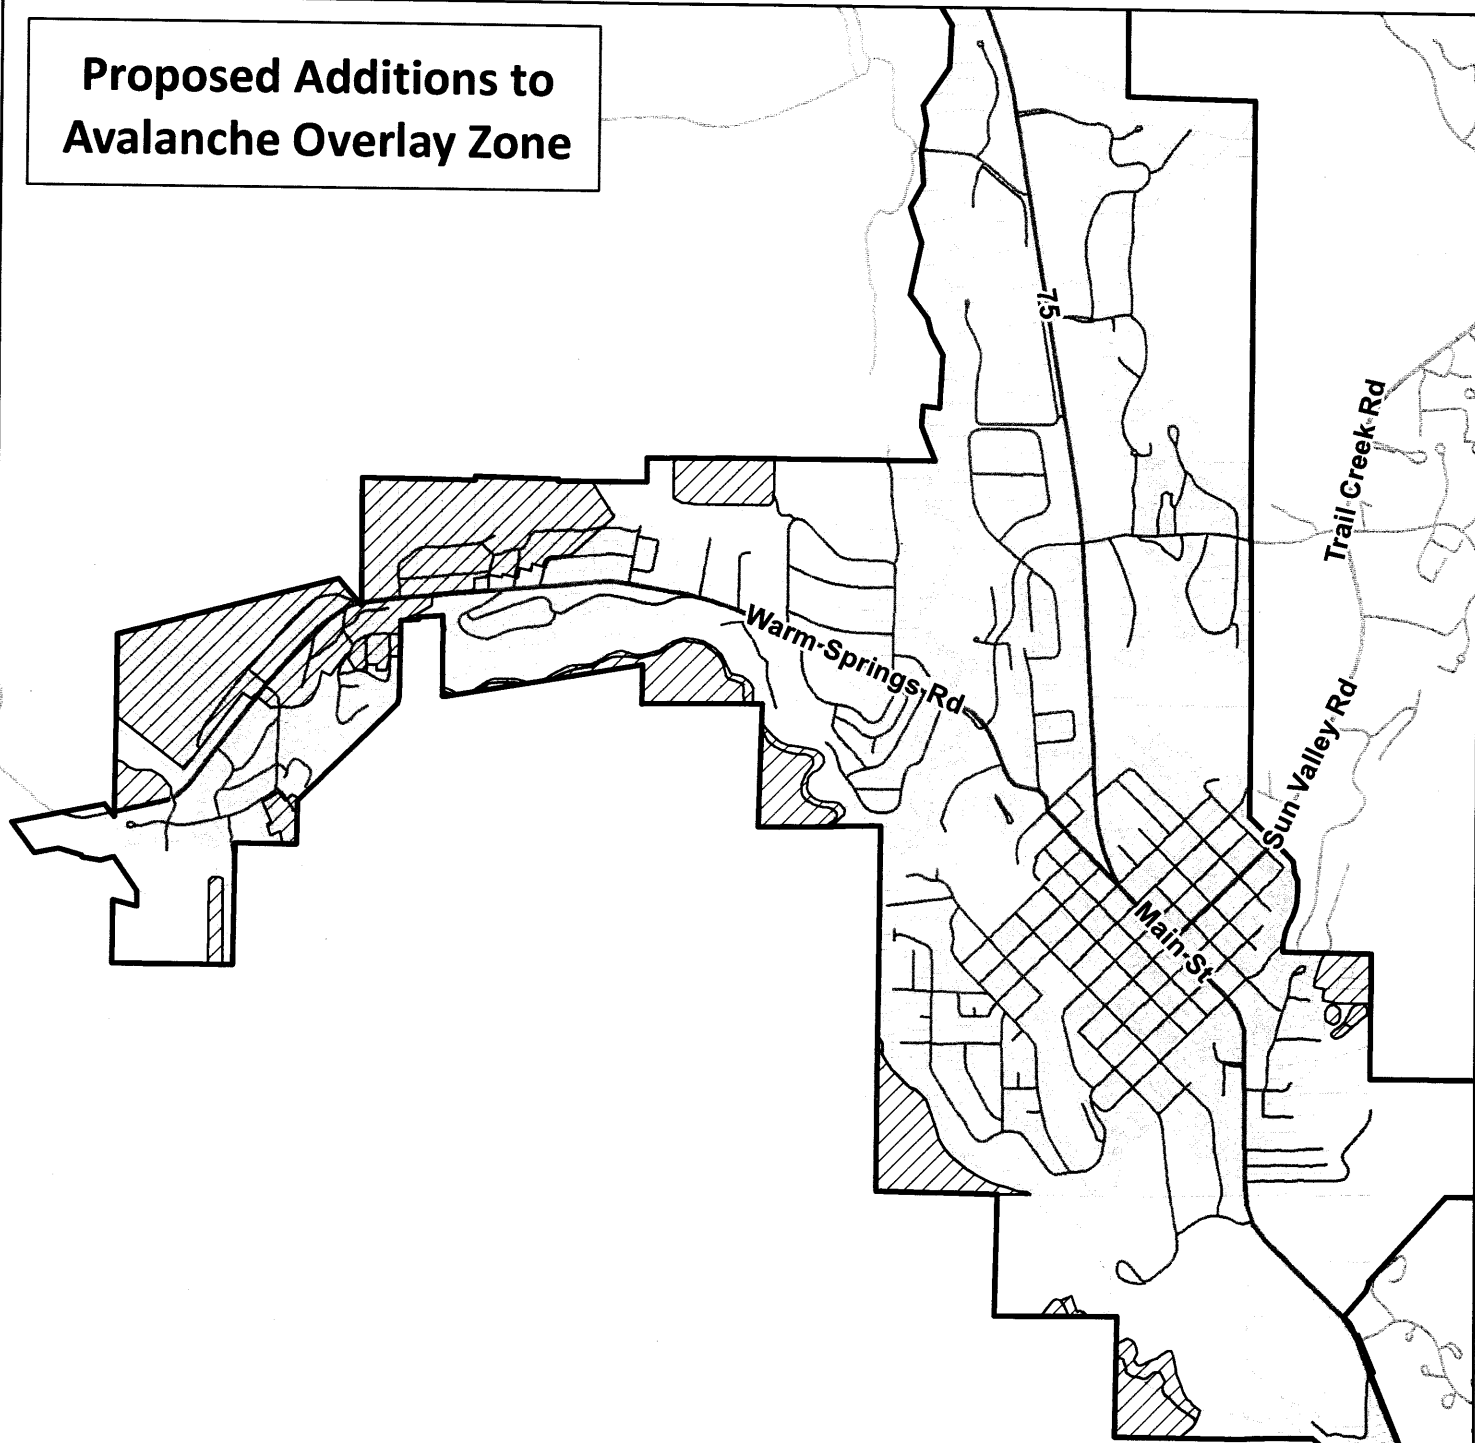 Proposed Additions to
Avalanche Overlay Zone
75
Trail Creek Rd
Warm Springs Rd
Sun Valley Rd
Main St